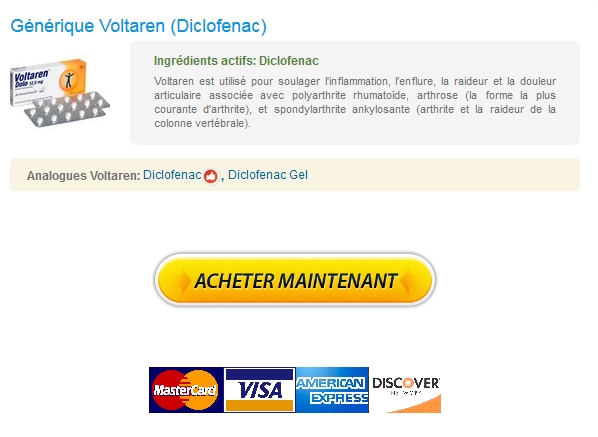 Générique Voltaren (Diclofenac)
Ingrédients actifs: Diclofenac
Voltaren est utilisé pour soulager l'inflammation, l'enflure, la raideur et la douleur
articulaire associée avec polyarthrite rhumatoïde, arthrose (la forme la plus
courante d'arthrite), et spondylarthrite ankylosante (arthrite et la raideur de la
colonne vertébrale).
Voltaren
Dolo 12,5 mg
Analogues Voltaren: Diclofenac , Diclofenac Gel
ACHETER MAINTENANT
MasterCard VISA AMERICAN EXPRESS DISCOVER NETWORK